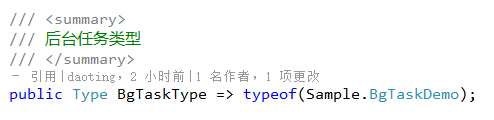 /// <summary>
/// 后台任务类型
/// </summary>
- 引用|daoting，2 小时前|1 名作者，1 项更改
public Type BgTaskType => typeof(Sample.BgTaskDemo);